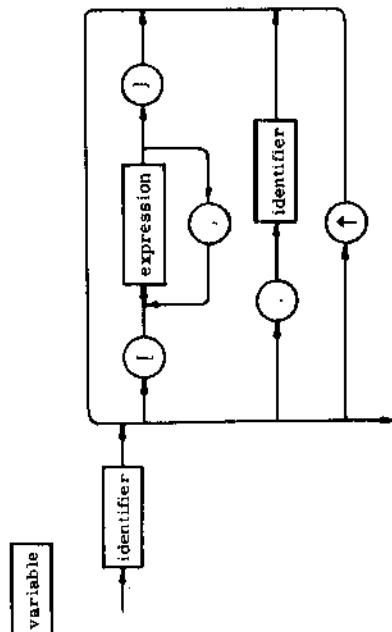 variable
identifier
[ expression ]
,
. identifier
↑